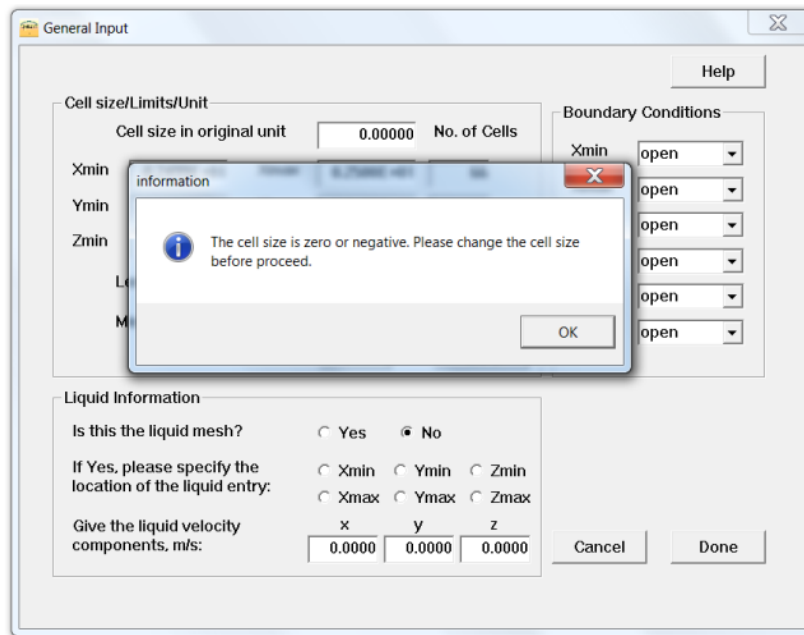 General Input
Help
Cell size/Limits/Unit
Cell size in original unit 0.00000 No. of Cells
Xmin
Ymin
Zmin
information
The cell size is zero or negative. Please change the cell size
before proceed.
OK
Boundary Conditions
Xmin open
open
open
open
open
open
Liquid Information
Is this the liquid mesh? Yes No
If Yes, please specify the
location of the liquid entry:
Xmin Ymin Zmin
Xmax Ymax Zmax
Give the liquid velocity
components, m/s:
x y z
0.0000 0.0000 0.0000
Cancel Done